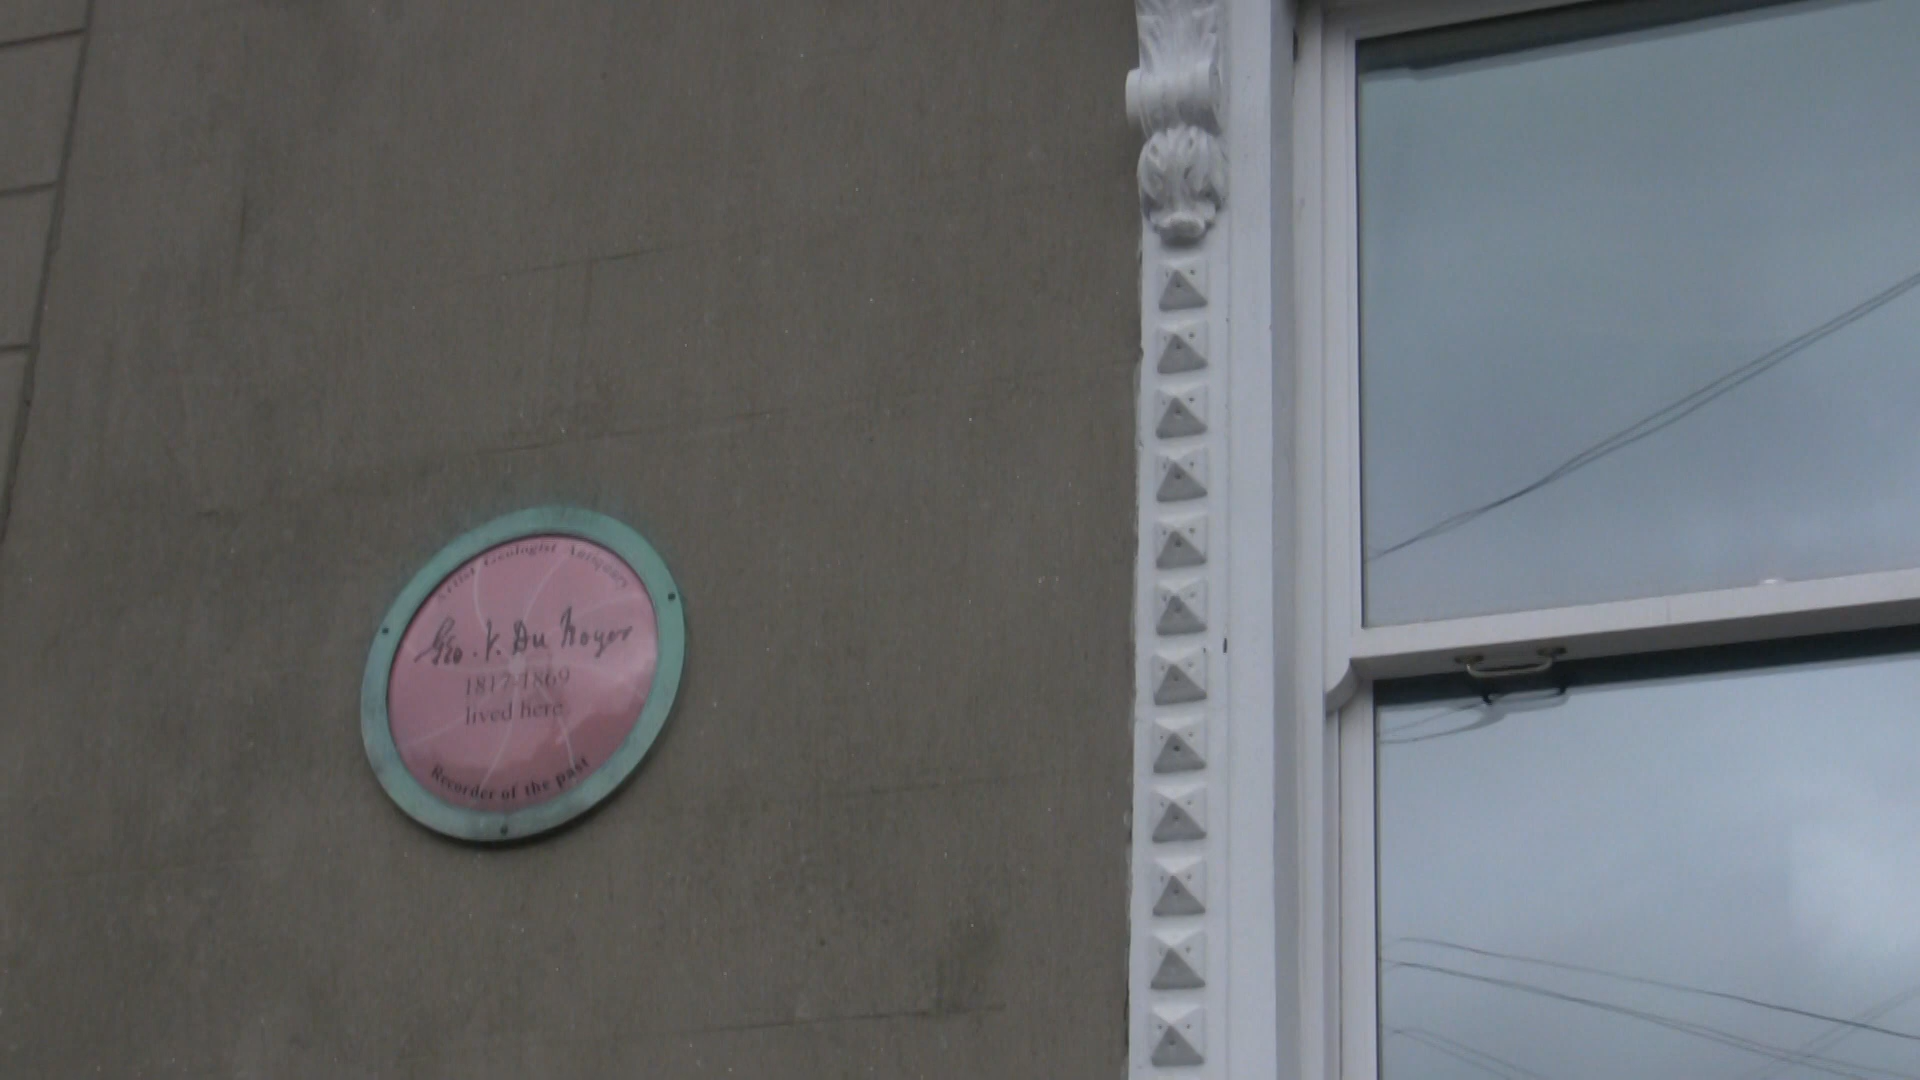 Artist Geologist Antiquary
Geo. V. Du Noyer
1817-1869
lived here
Recorder of the past